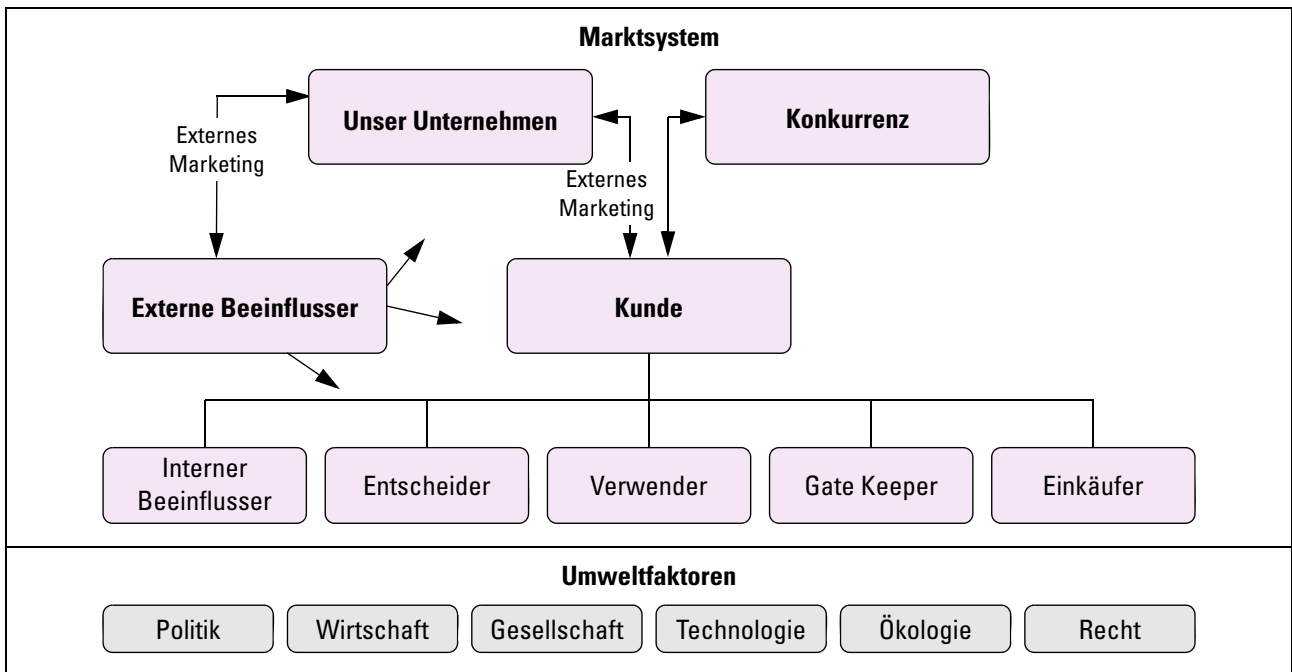 Marktsystem
Unser Unternehmen
Konkurrenz
Externes
Marketing
Externes
Marketing
Externe Beeinflusser
Kunde
Interner
Beeinflusser
Entscheider
Verwender
Gate Keeper
Einkäufer
Umweltfaktoren
Politik
Wirtschaft
Gesellschaft
Technologie
Ökologie
Recht